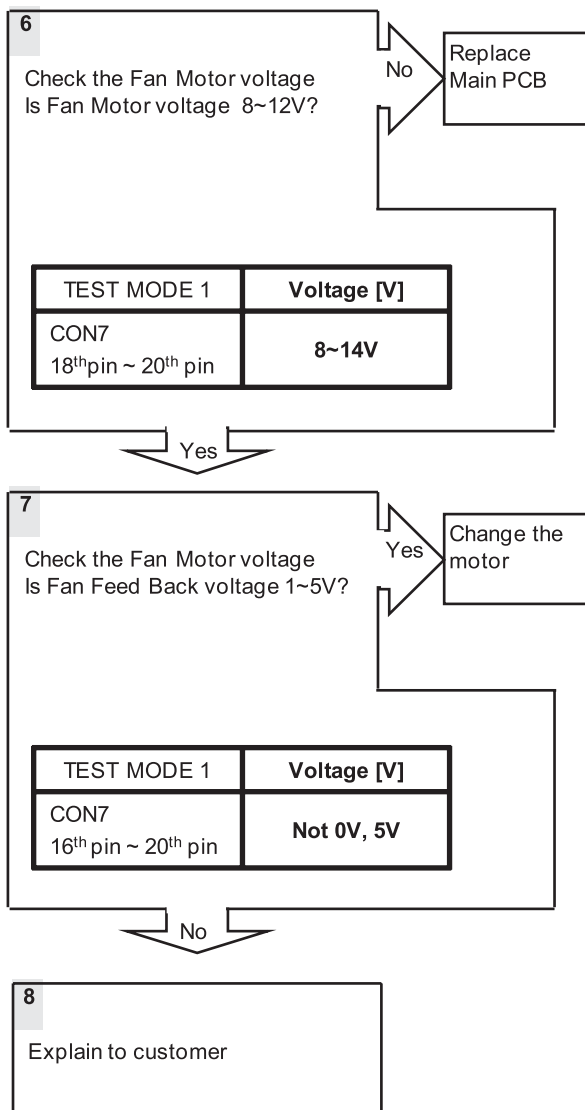 6
Check the Fan Motor voltage
Is Fan Motor voltage 8~12V?
No
Replace
Main PCB
TEST MODE 1
Voltage [V]
CON7
18thpin ~ 20th pin
8~14V
Yes
7
Check the Fan Motor voltage
Is Fan Feed Back voltage 1~5V?
Yes
Change the
motor
TEST MODE 1
Voltage [V]
CON7
16th pin ~ 20th pin
Not 0V, 5V
No
8
Explain to customer